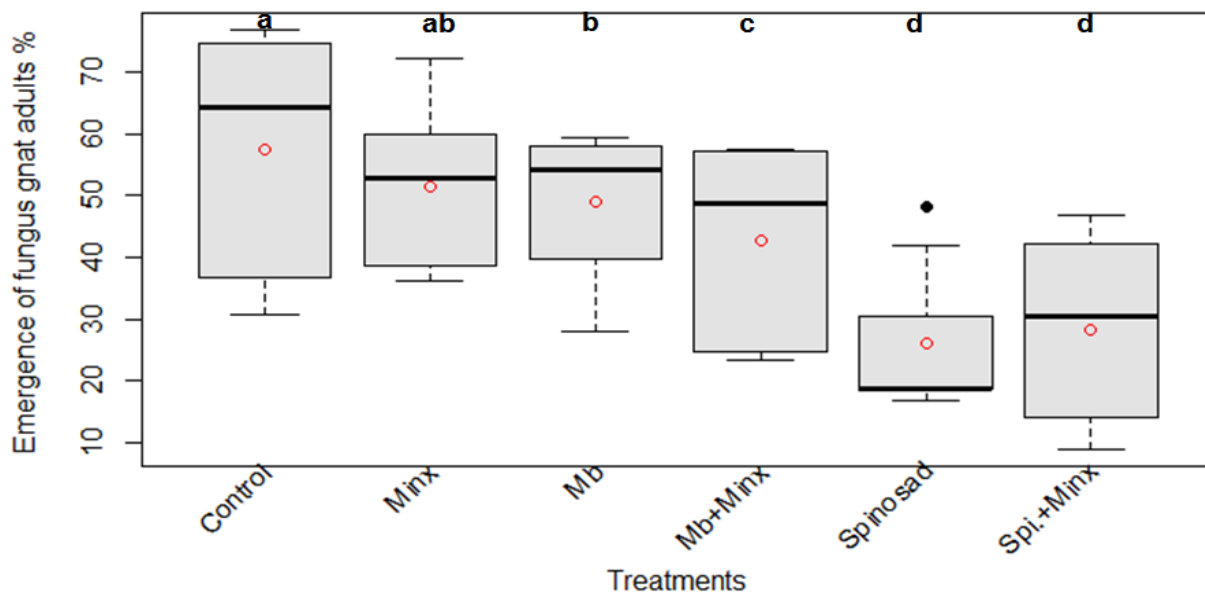 a ab b c d d
Emergence of fungus gnat adults %
70
60
50
40
30
20
10
Control Minx Mb Mb+Minx Spinosad Spi.+Minx
Treatments